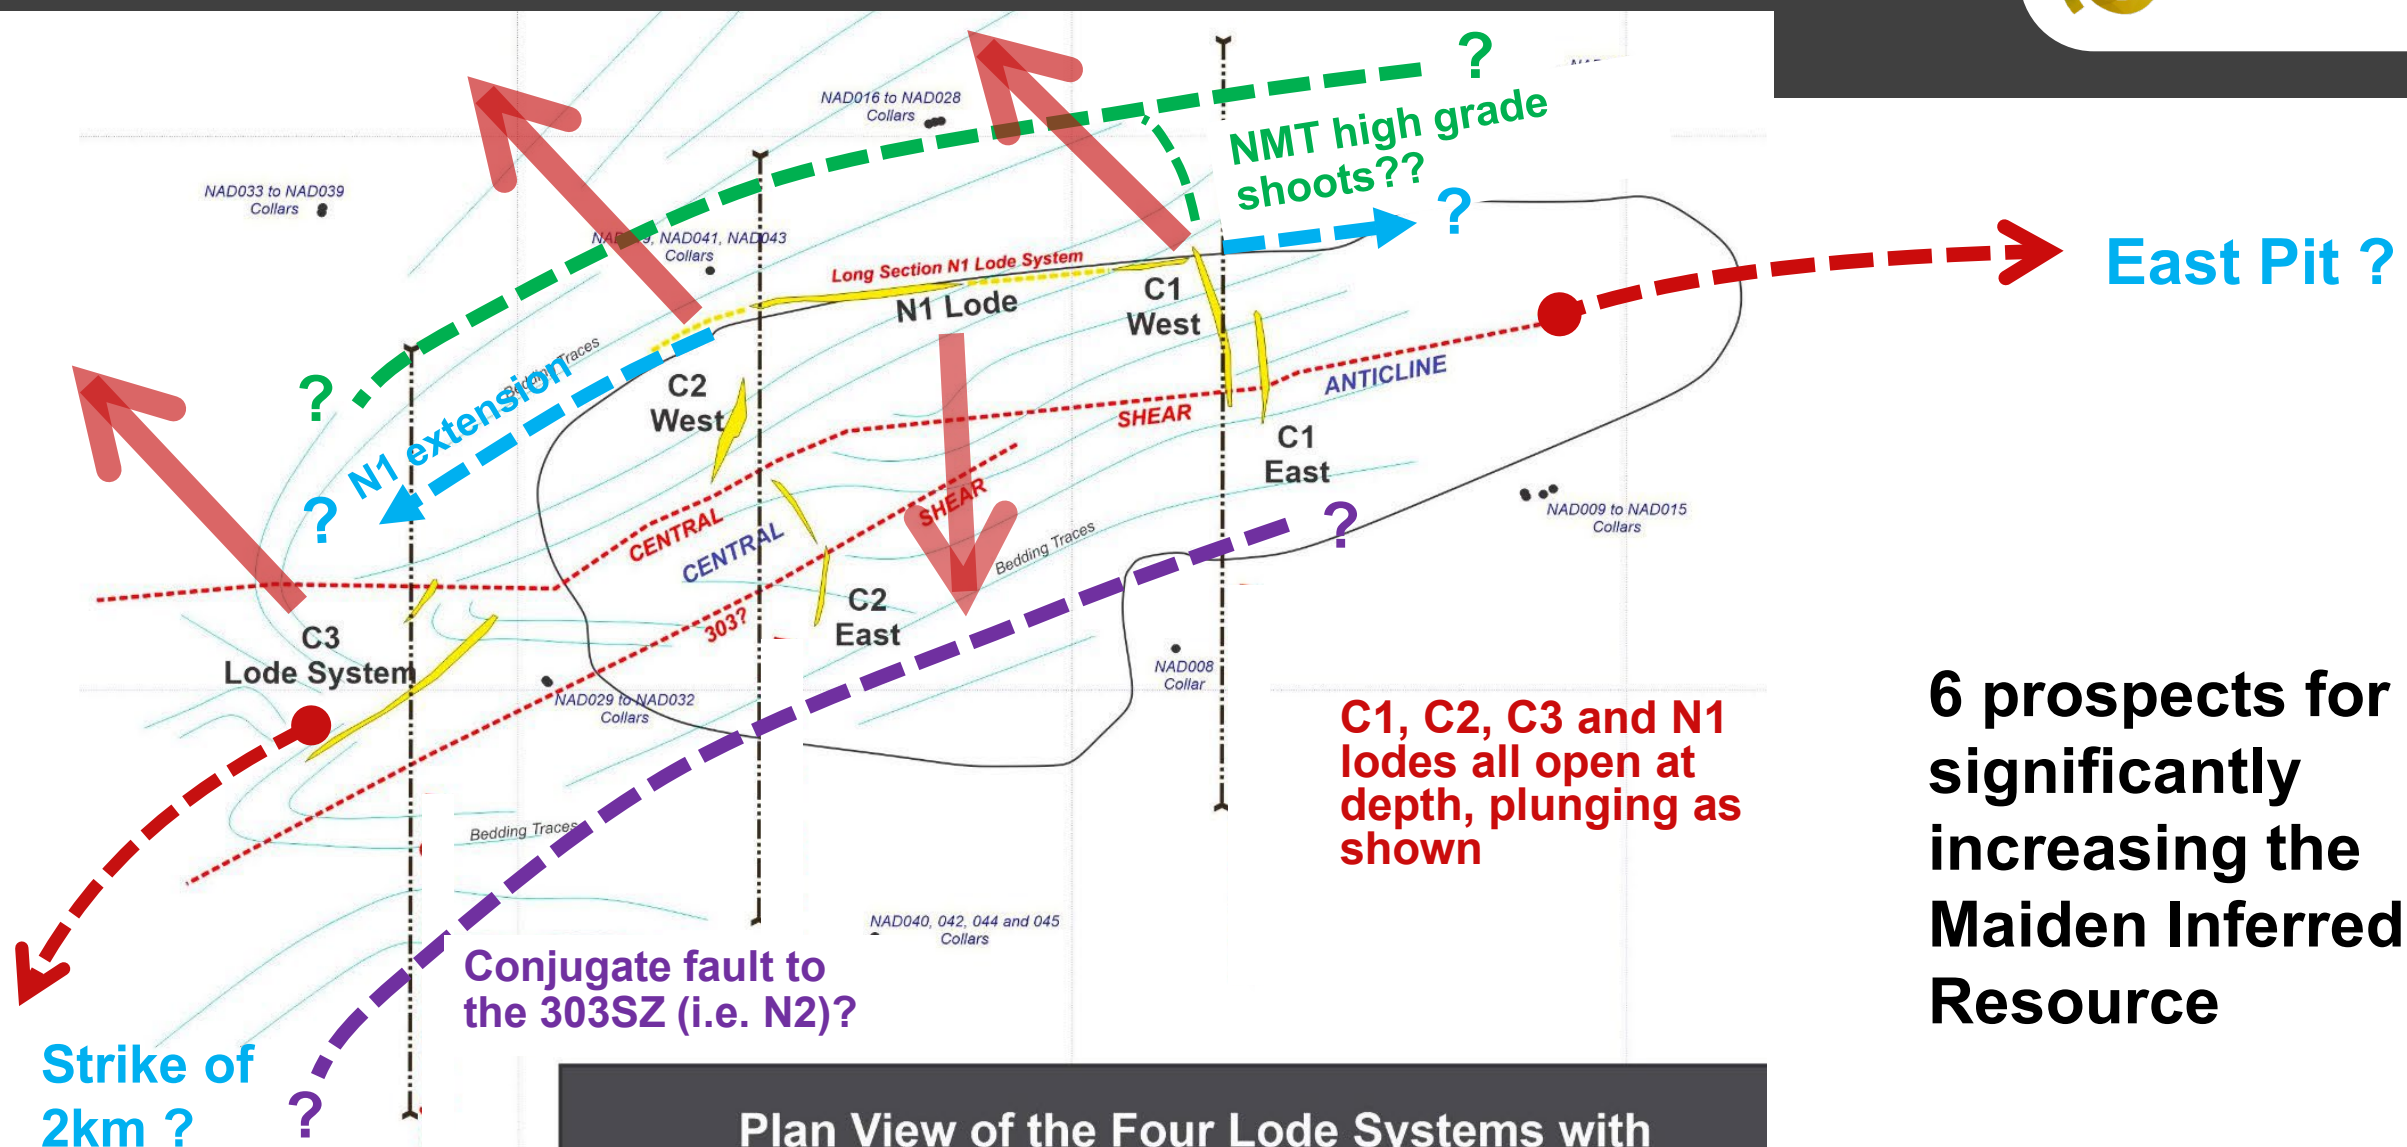 NAD016 to NAD028
Collars
?
NMT high grade
shoots??
?
NAD033 to NAD039
Collars
NAD041, NAD043
Collars
Long Section N1 Lode System
N1 Lode
C1
West
East Pit ?
Bedding Traces
?
N1 extension
?
C2
West
SHEAR
ANTICLINE
C1
East
CENTRAL
CENTRAL
SHEAR
Bedding Traces
?
NAD009 to NAD015
Collars
303?
C2
East
C3
Lode System
NAD029 to NAD032
Collars
NAD008
Collar
C1, C2, C3 and N1
lodes all open at
depth, plunging as
shown
6 prospects for
significantly
increasing the
Maiden Inferred
Resource
Bedding Traces
NAD040, 042, 044 and 045
Collars
Conjugate fault to
the 303SZ (i.e. N2)?
Strike of
2km ?
?
Plan View of the Four Lode Systems with